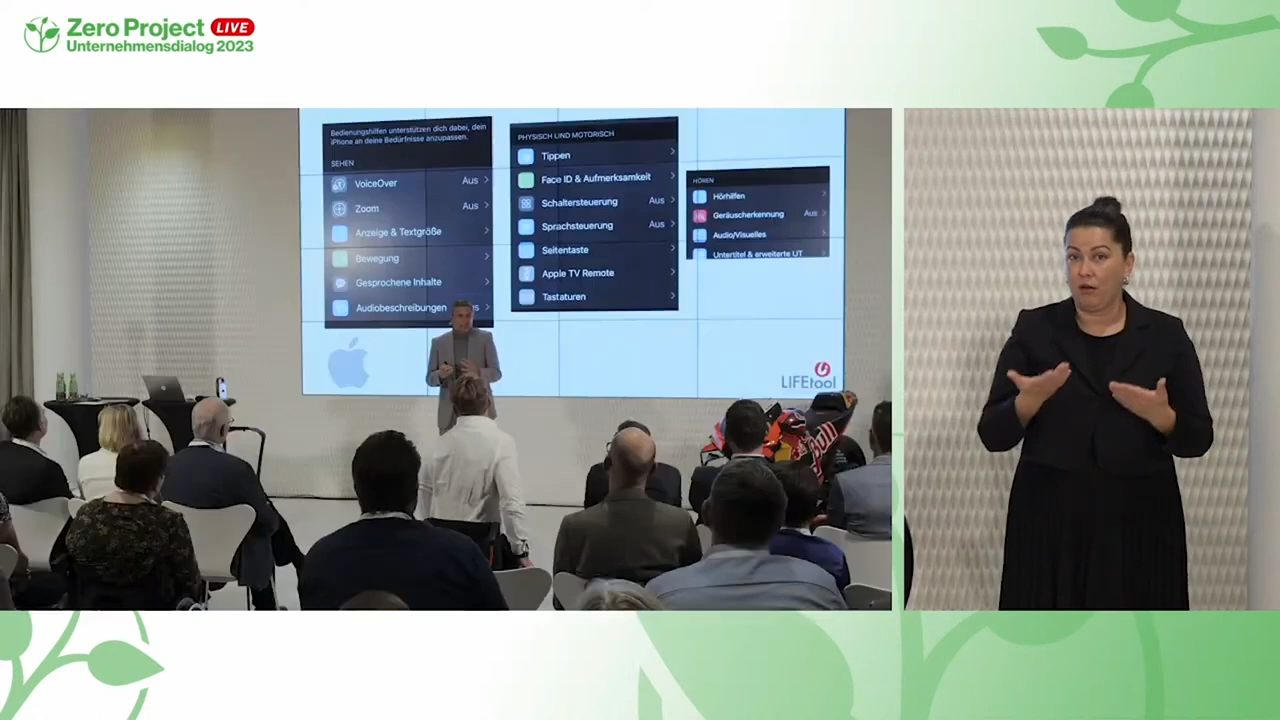 Zero Project LIVE
Unternehmensdialog 2023
Bedienungshilfen unterstützen dich dabei, dein
iPhone an deine Bedürfnisse anzupassen.
SEHEN
VoiceOver Aus
Zoom Aus
Anzeige & Textgröße
Bewegung
Gesprochene Inhalte
Audiobeschreibungen
PHYSISCH UND MOTORISCH
Tippen
Face ID & Aufmerksamkeit
Schaltersteuerung Aus
Sprachsteuerung Aus
Seitentaste
Apple TV Remote
Tastaturen
HÖREN
Hörhilfen
Geräuscherkennung Aus
Audio/Visuelles
Untertitel & erweiterte UT
LIFEtool
Bull